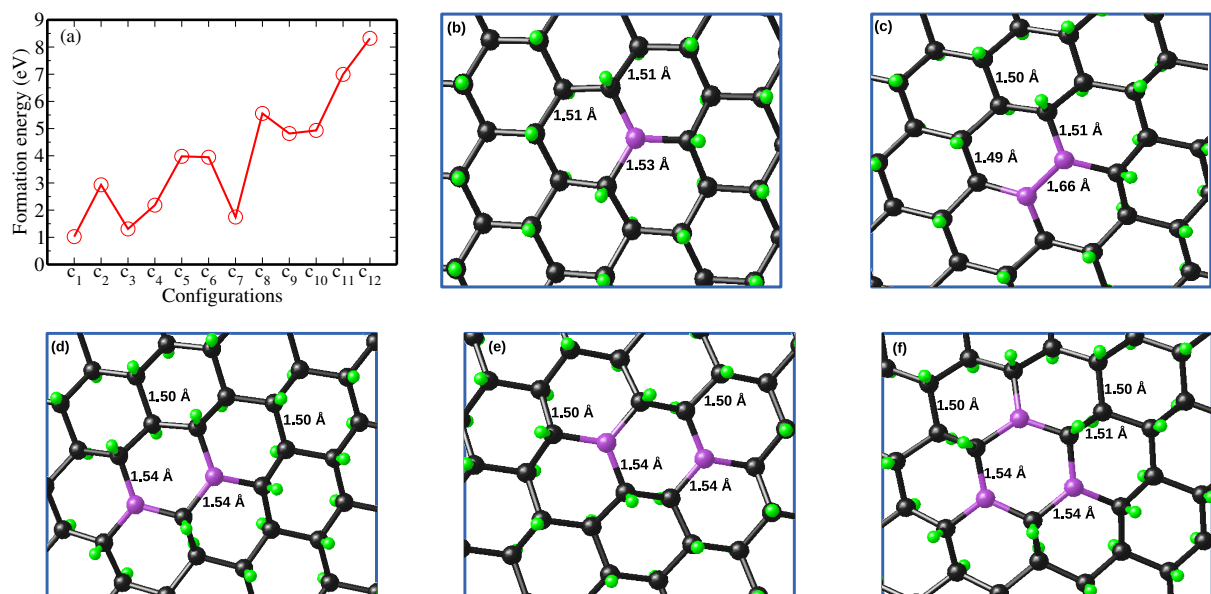 (a)
Formation energy (eV)
9
8
7
6
5
4
3
2
1
0
c1 c2 c3 c4 c5 c6 c7 c8 c9 c10 c11 c12
Configurations
(b)
1.51 Å
1.51 Å
1.53 Å
(c)
1.50 Å
1.51 Å
1.49 Å
1.66 Å
(d)
1.50 Å
1.50 Å
1.54 Å
1.54 Å
(e)
1.50 Å
1.50 Å
1.54 Å
1.54 Å
(f)
1.50 Å
1.50 Å
1.51 Å
1.54 Å
1.54 Å